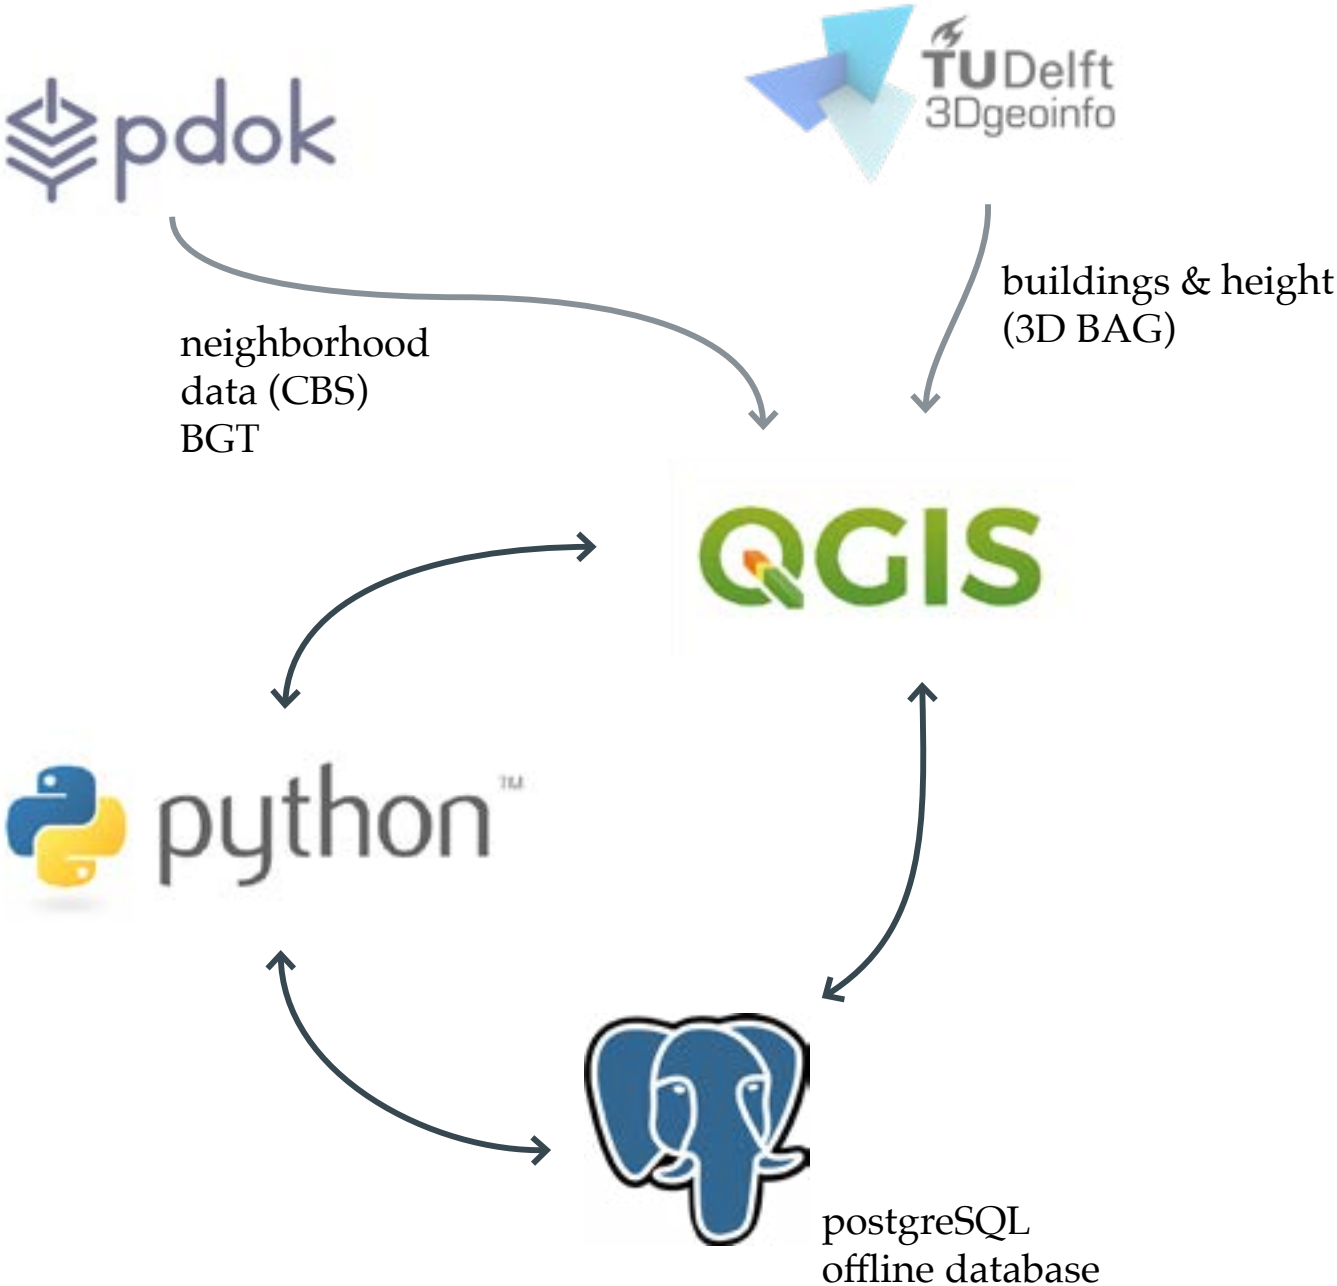 pdok
TUDelft
3Dgeoinfo
buildings & height
(3D BAG)
neighborhood
data (CBS)
BGT
QGIS
python™
postgreSQL
offline database